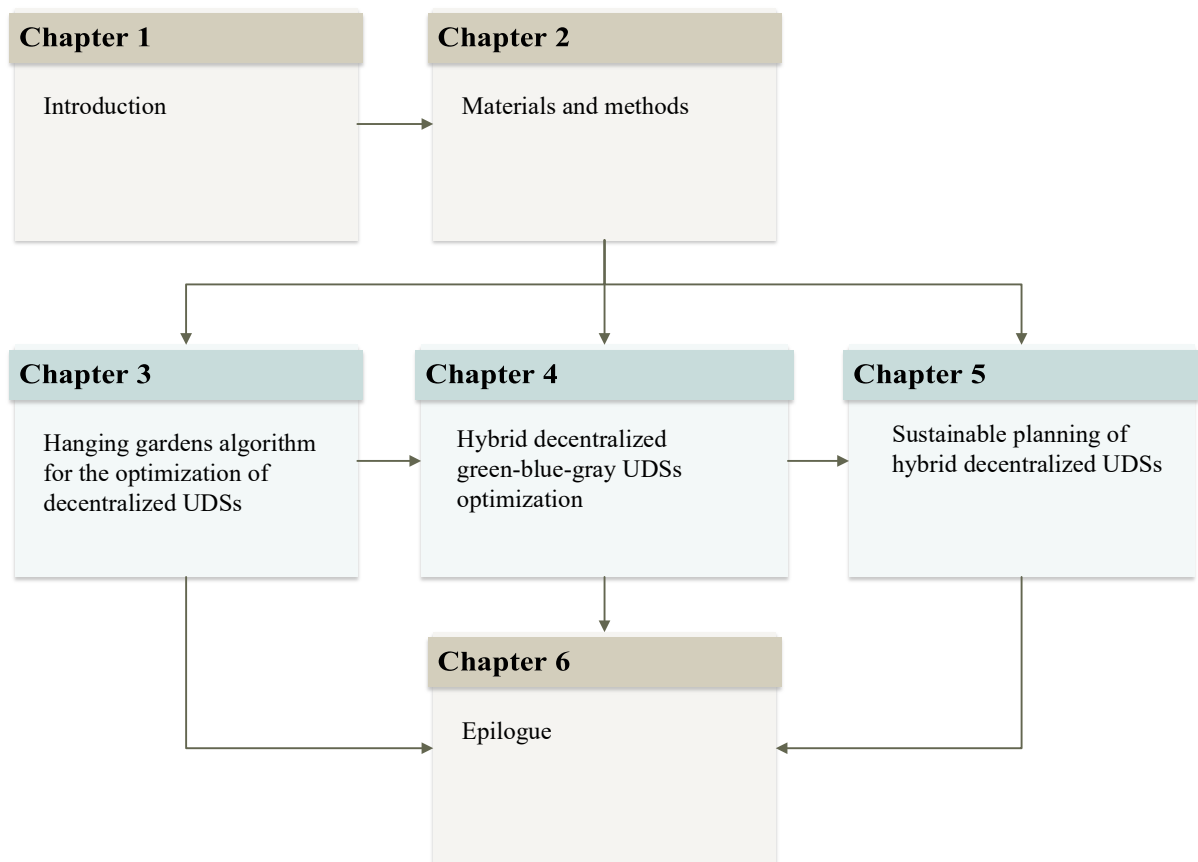 Chapter 1
Introduction
Chapter 2
Materials and methods
Chapter 3
Hanging gardens algorithm
for the optimization of
decentralized UDSs
Chapter 4
Hybrid decentralized
green-blue-gray UDSs
optimization
Chapter 5
Sustainable planning of
hybrid decentralized UDSs
Chapter 6
Epilogue